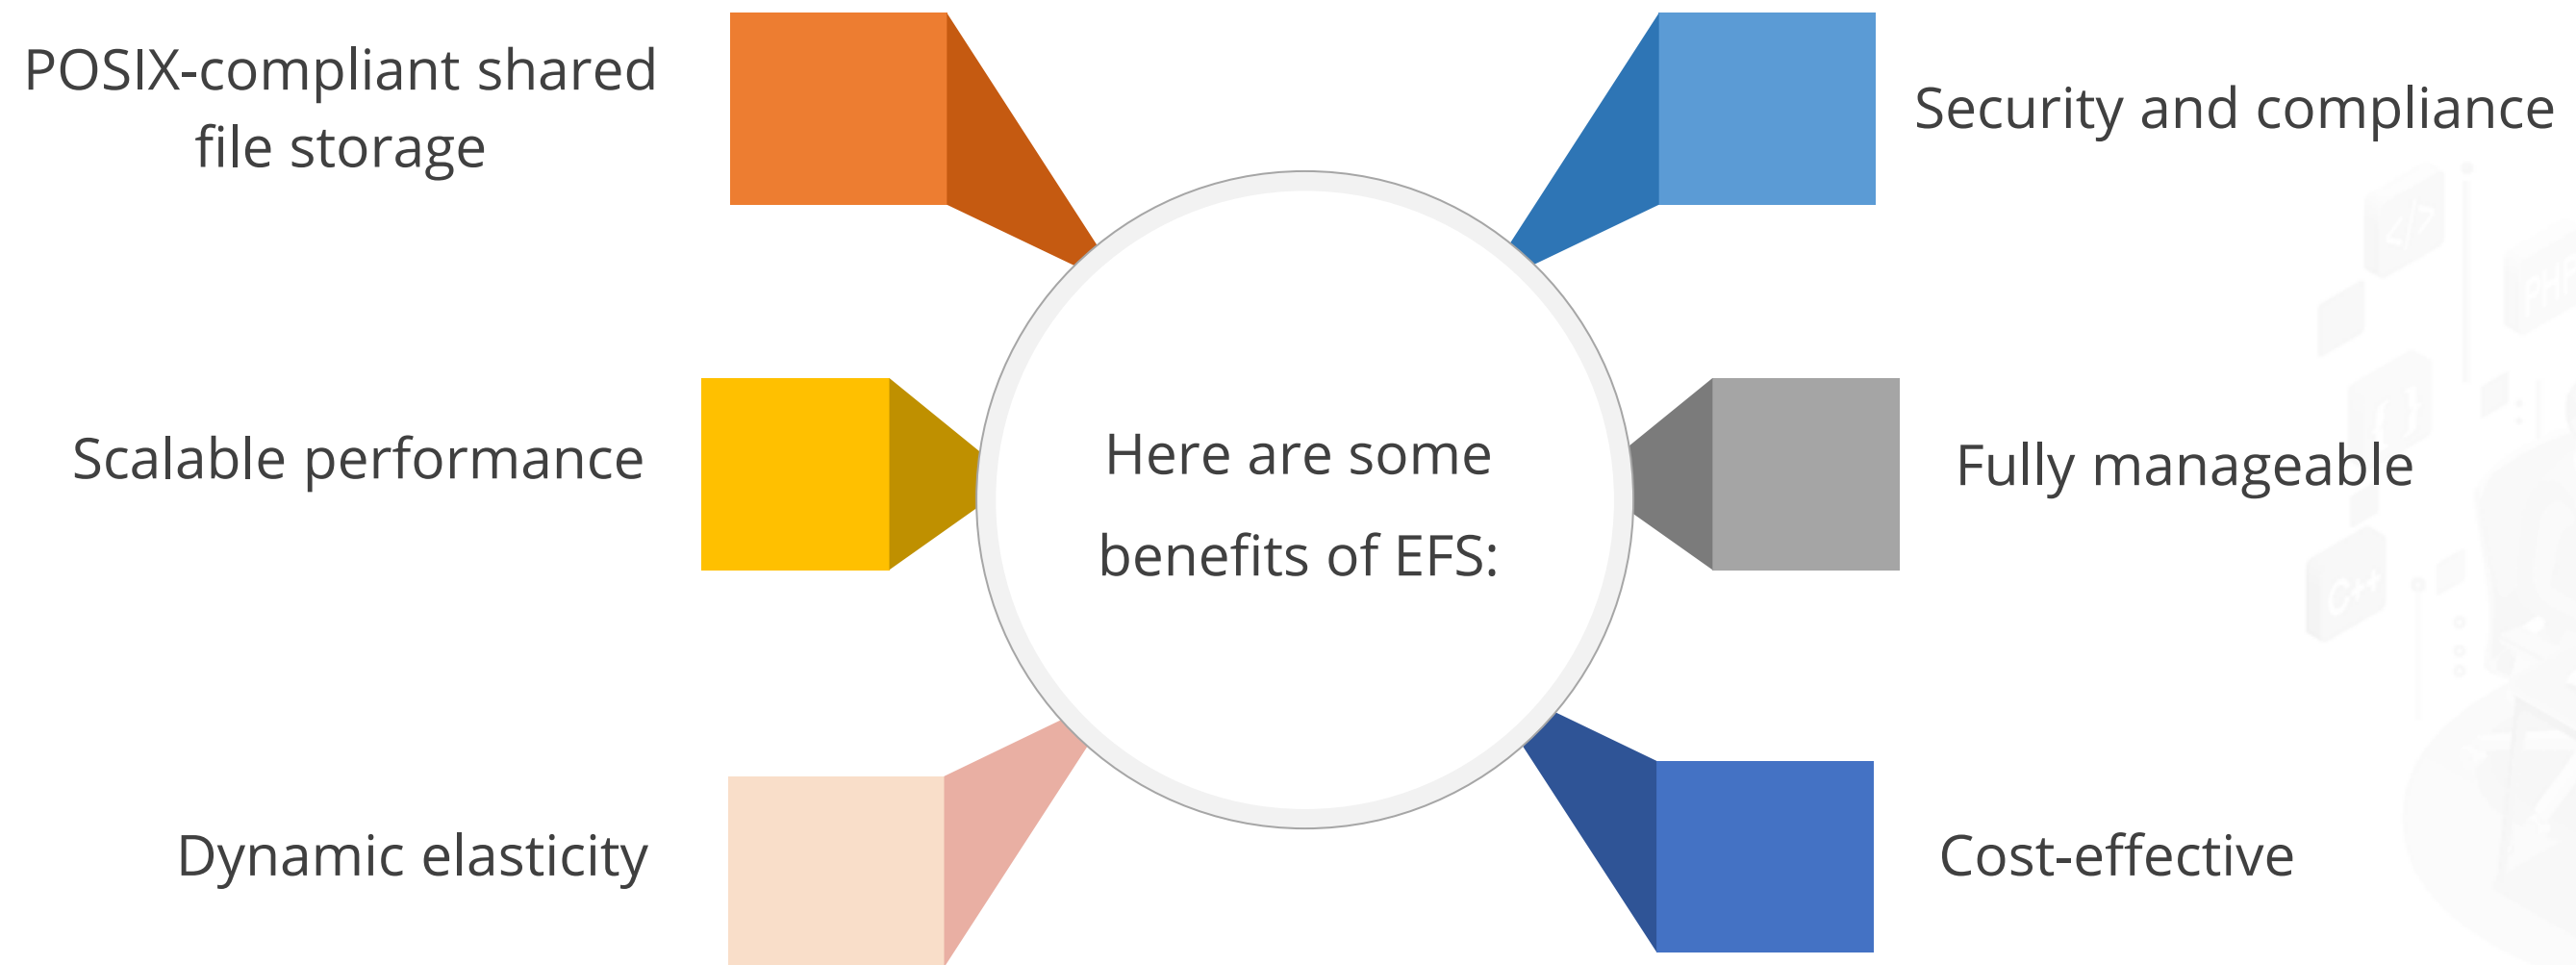 POSIX-compliant shared
file storage
Security and compliance
Scalable performance
Here are some
benefits of EFS:
Fully manageable
Dynamic elasticity
Cost-effective
</>
C++